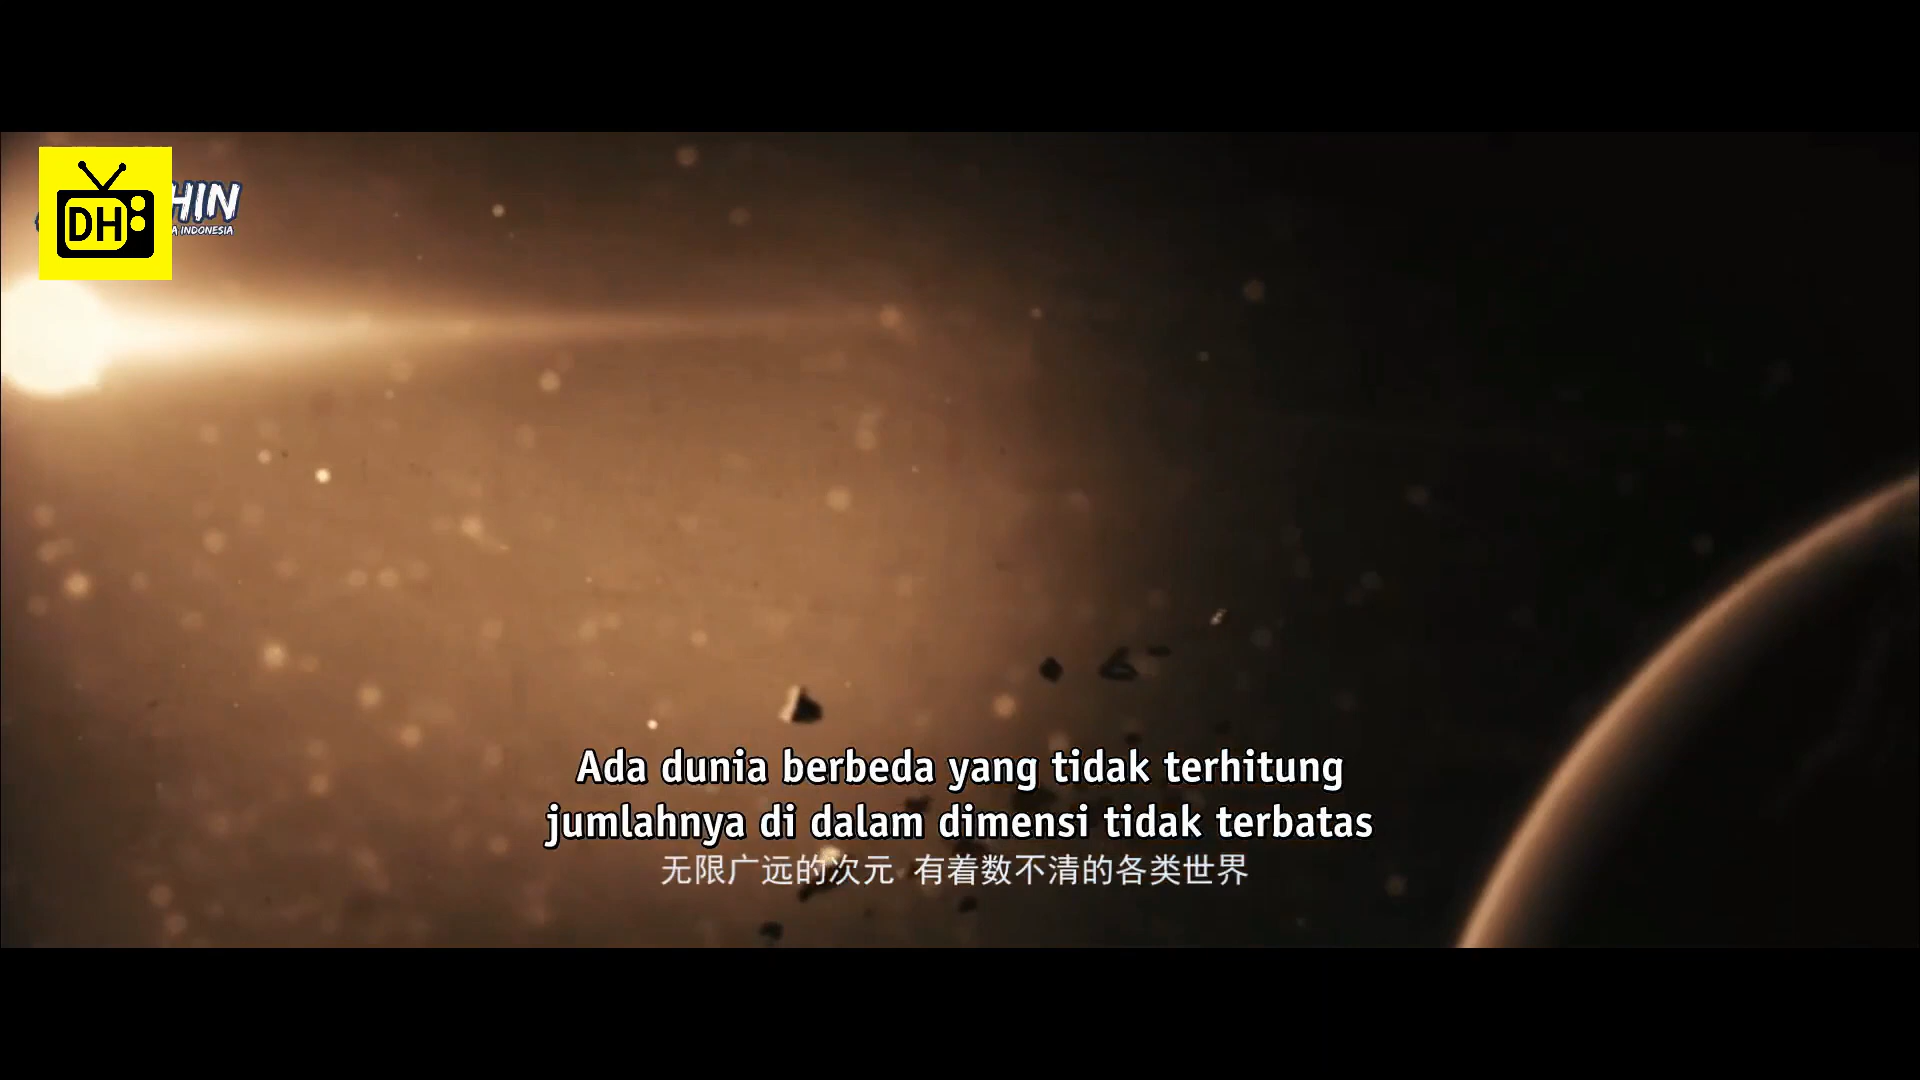 DH
HIN
A INDONESIA
Ada dunia berbeda yang tidak terhitung
jumlahnya di dalam dimensi tidak terbatas
无限广远的次元 有着数不清的各类世界